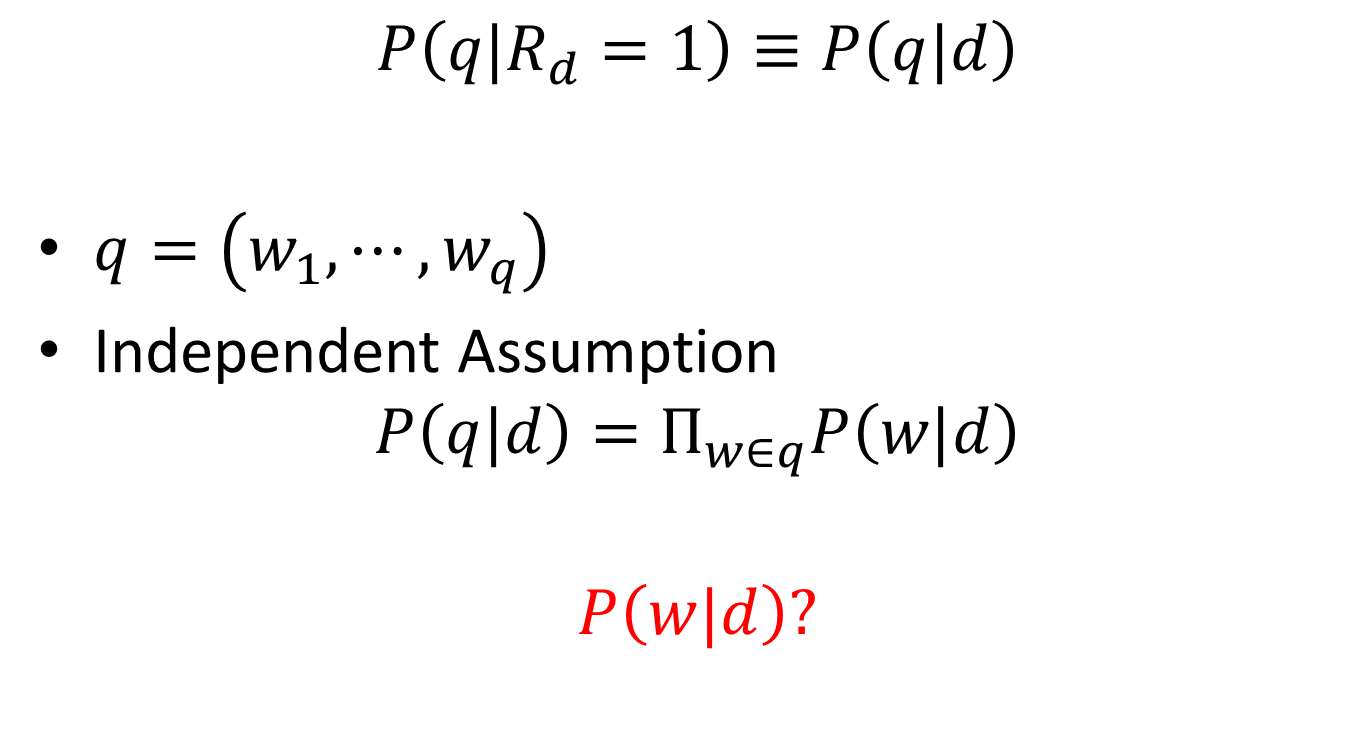 P(q|R_d = 1) ≡ P(q|d)
• q = (w_1, ⋯ , w_q)
• Independent Assumption
P(q|d) = Π_{w∈q}P(w|d)
P(w|d)?